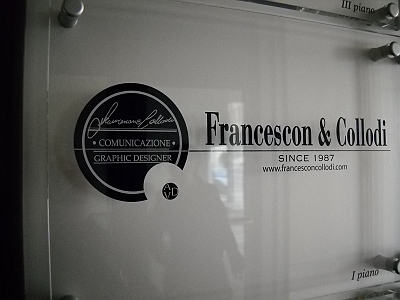 III piano
Francescon & Collodi
• COMUNICAZIONE •
GRAPHIC DESIGNER
SINCE 1987
www.francesconcollodi.com
I piano